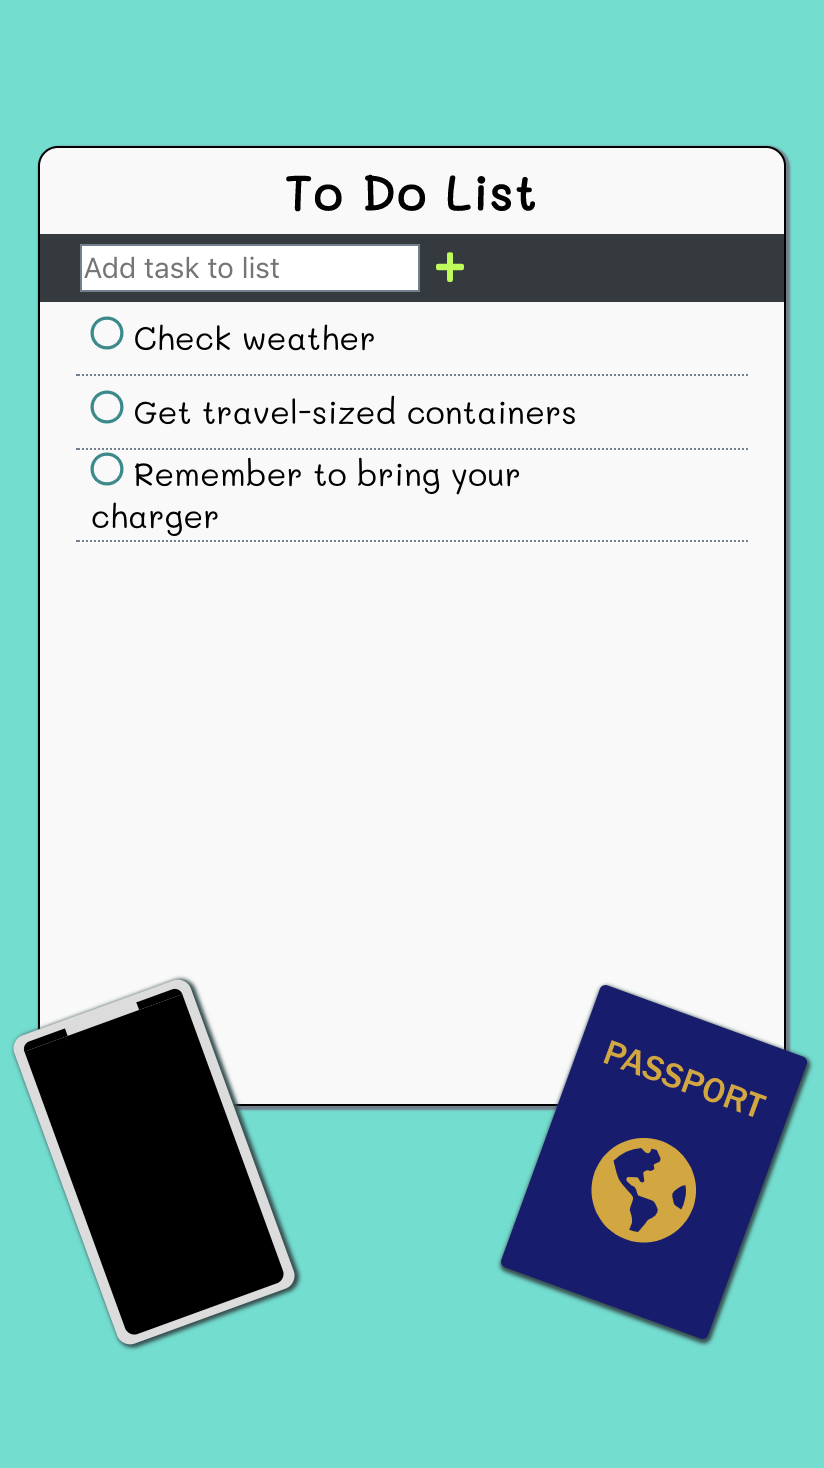 To Do List
Add task to list
Check weather
Get travel-sized containers
Remember to bring your
charger
PASSPORT